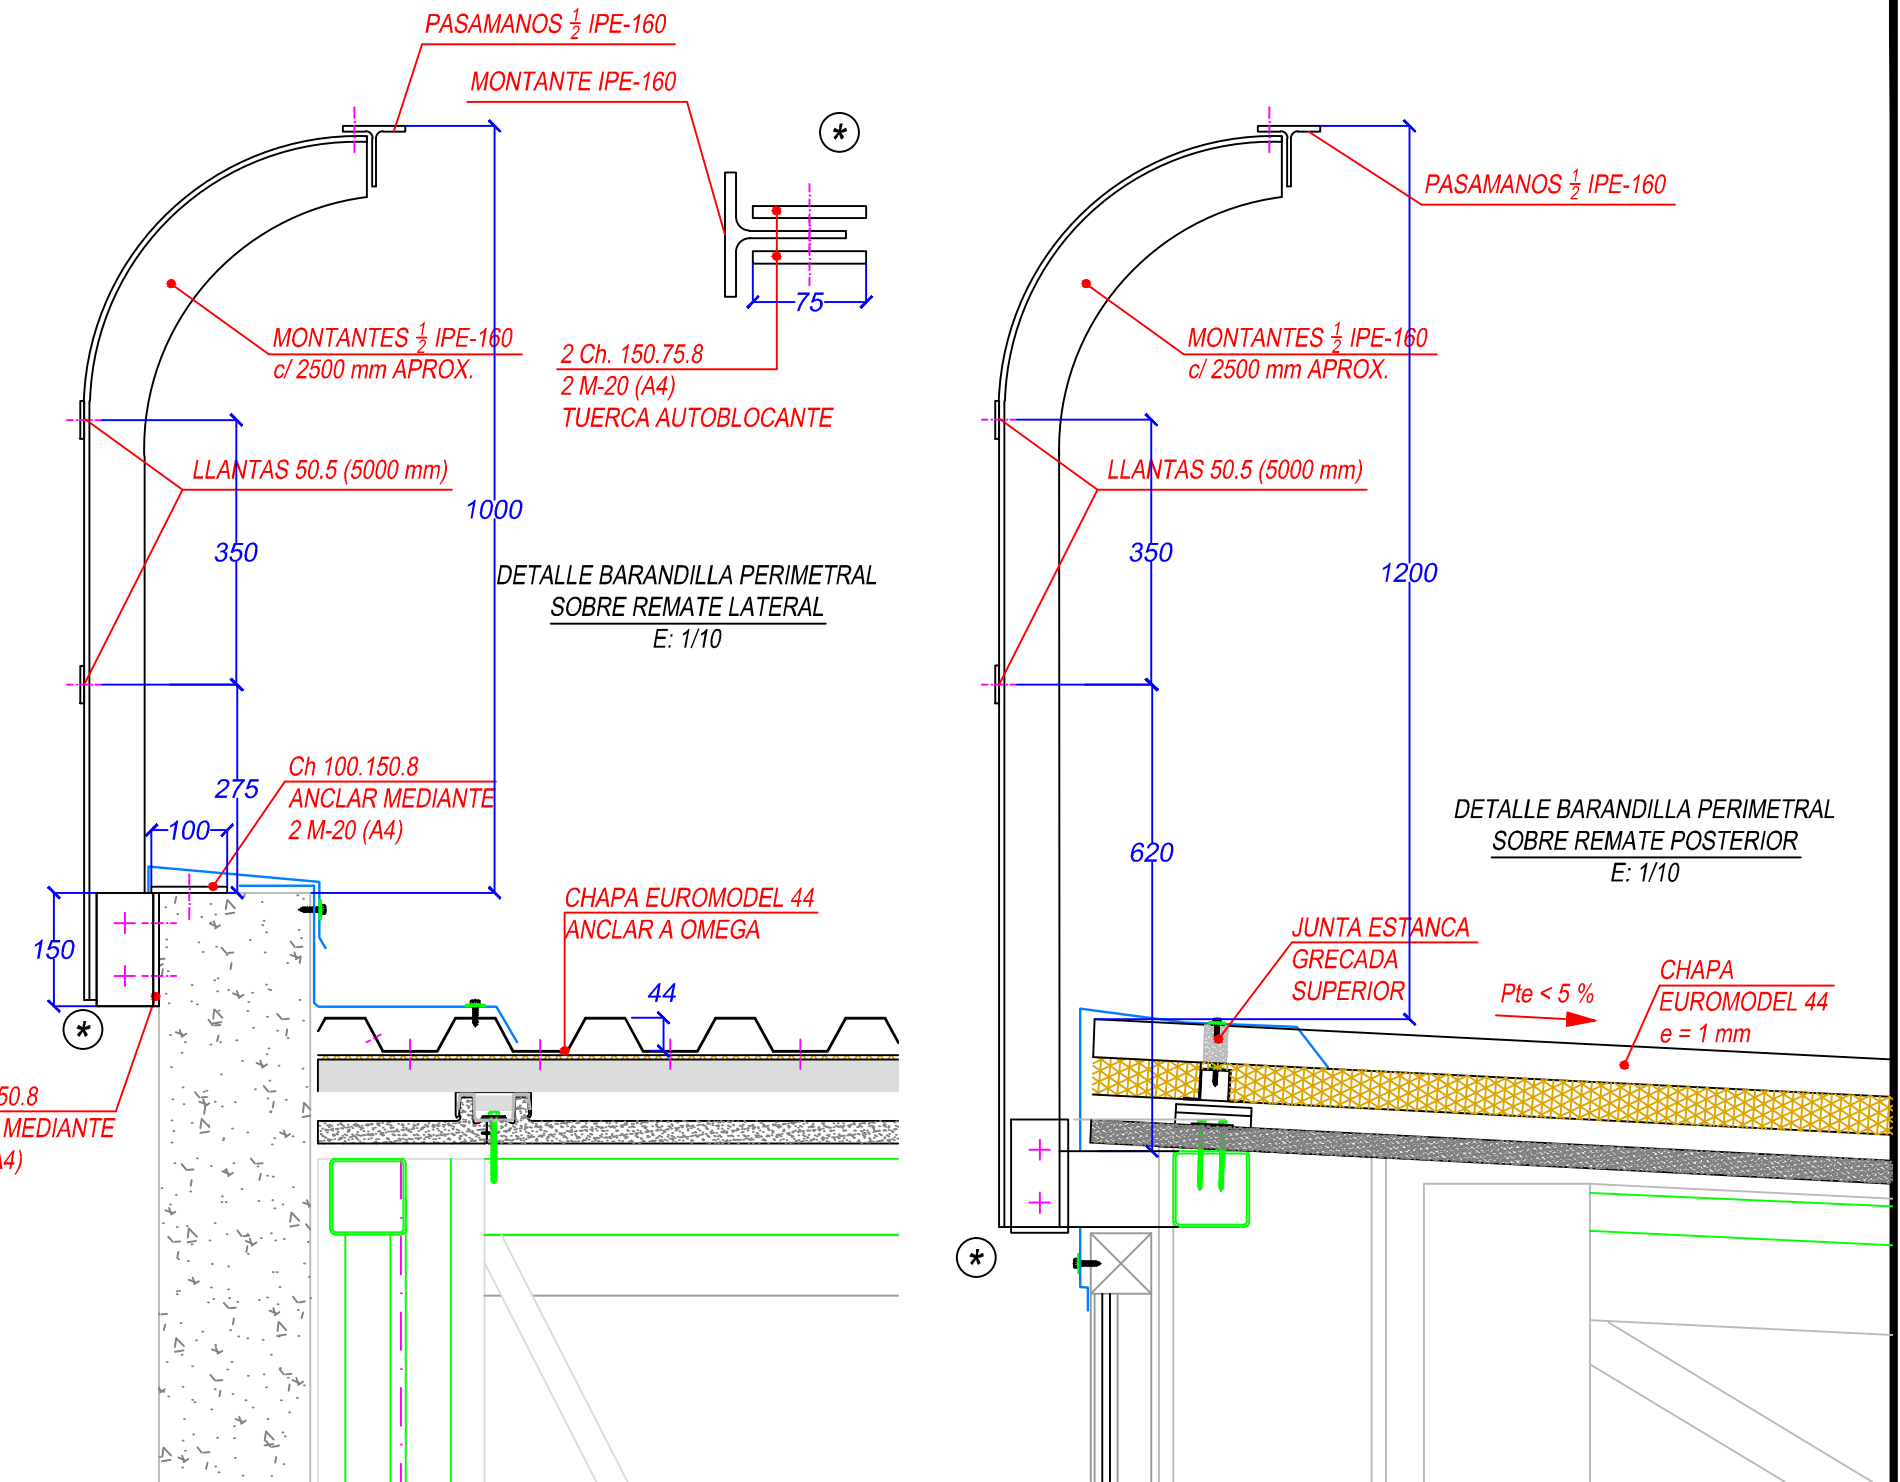 PASAMANOS 1/2 IPE-160
MONTANTE IPE-160
*
75
MONTANTES 1/2 IPE-160
c/ 2500 mm APROX.
2 Ch. 150.75.8
2 M-20 (A4)
TUERCA AUTOBLOCANTE
LLANTAS 50.5 (5000 mm)
350
1000
DETALLE BARANDILLA PERIMETRAL
SOBRE REMATE LATERAL
E: 1/10
275
Ch 100.150.8
ANCLAR MEDIANTE
2 M-20 (A4)
100
150
*
CHAPA EUROMODEL 44
ANCLAR A OMEGA
44
50.8
MEDIANTE
4)
PASAMANOS 1/2 IPE-160
MONTANTES 1/2 IPE-160
c/ 2500 mm APROX.
LLANTAS 50.5 (5000 mm)
350
1200
620
DETALLE BARANDILLA PERIMETRAL
SOBRE REMATE POSTERIOR
E: 1/10
JUNTA ESTANCA
GRECADA
SUPERIOR
Pte < 5 %
CHAPA
EUROMODEL 44
e = 1 mm
*